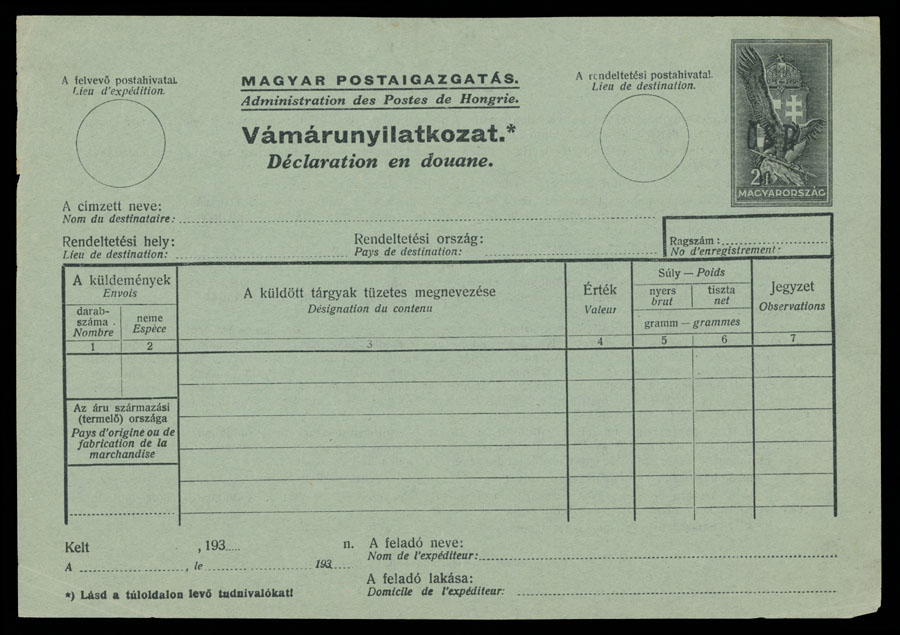 A felvevő postahivatal.
Lieu d'expédition.
MAGYAR POSTAIGAZGATÁS.
Administration des Postes de Hongrie.
Vámárunyilatkozat.*
Déclaration en douane.
A rendeltetési postahivatal.
Lieu de destination.
ČSP
2f
MAGYARORSZÁG
A címzett neve:
Nom du destinataire:
Rendeltetési hely:
Lieu de destination:
Rendeltetési ország:
Pays de destination:
Ragszám:
No d'enregistrement:
A küldemények
Envois
darab-
száma.
Nombre
neme
Espèce
A küldött tárgyak tüzetes megnevezése
Désignation du contenu
Érték
Valeur
Súly — Poids
nyers
brut
tiszta
net
gramm — grammes
Jegyzet
Observations
1 2 3 4 5 6 7
Az áru származási
(termelő) országa
Pays d'origine ou de
fabrication de la
marchandise
Kelt , 193..... n.
A , le 193.....
A feladó neve:
Nom de l'expéditeur:
A feladó lakása:
Domicile de l'expéditeur:
*) Lásd a túloldalon levő tudnivalókat!